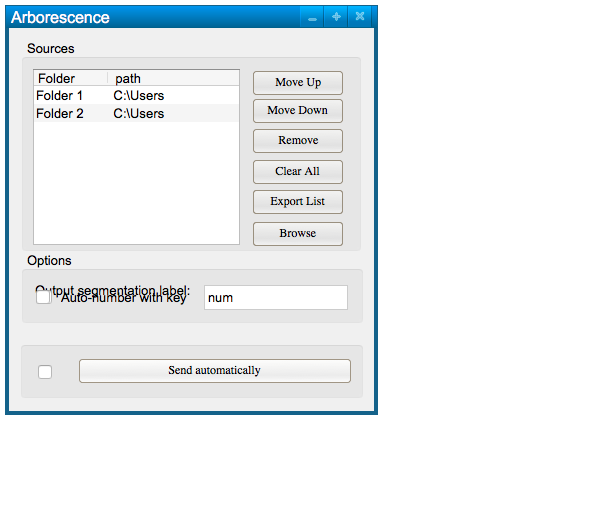 Arborescence
Sources
Folder path
Folder 1 C:\Users
Folder 2 C:\Users
Move Up
Move Down
Remove
Clear All
Export List
Browse
Options
Output segmentation label:
Auto-number with key num
Send automatically